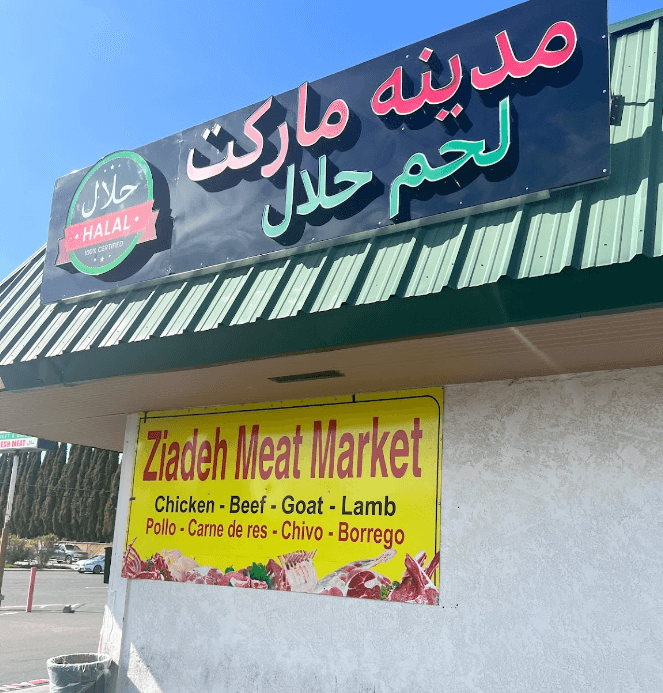 مدينه ماركت
لحم حلال
حلال
HALAL
100% CERTIFIED
Ziadeh Meat Market
Chicken - Beef - Goat - Lamb
Pollo - Carne de res - Chivo - Borrego
MEAT